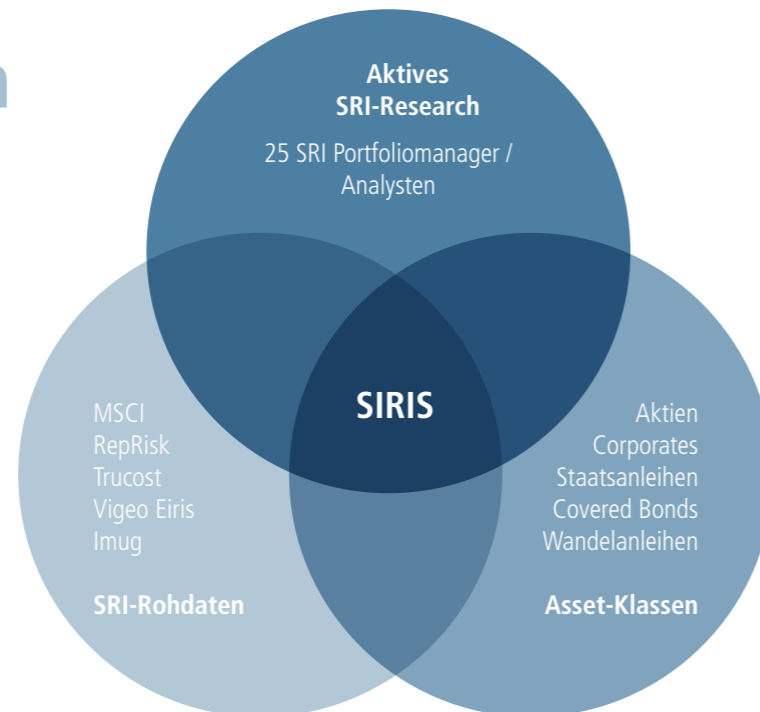 Aktives
SRI-Research
25 SRI Portfoliomanager /
Analysten
SIRIS
MSCI
RepRisk
Trucost
Vigeo Eiris
Imug
SRI-Rohdaten
Aktien
Corporates
Staatsanleihen
Covered Bonds
Wandelanleihen
Asset-Klassen